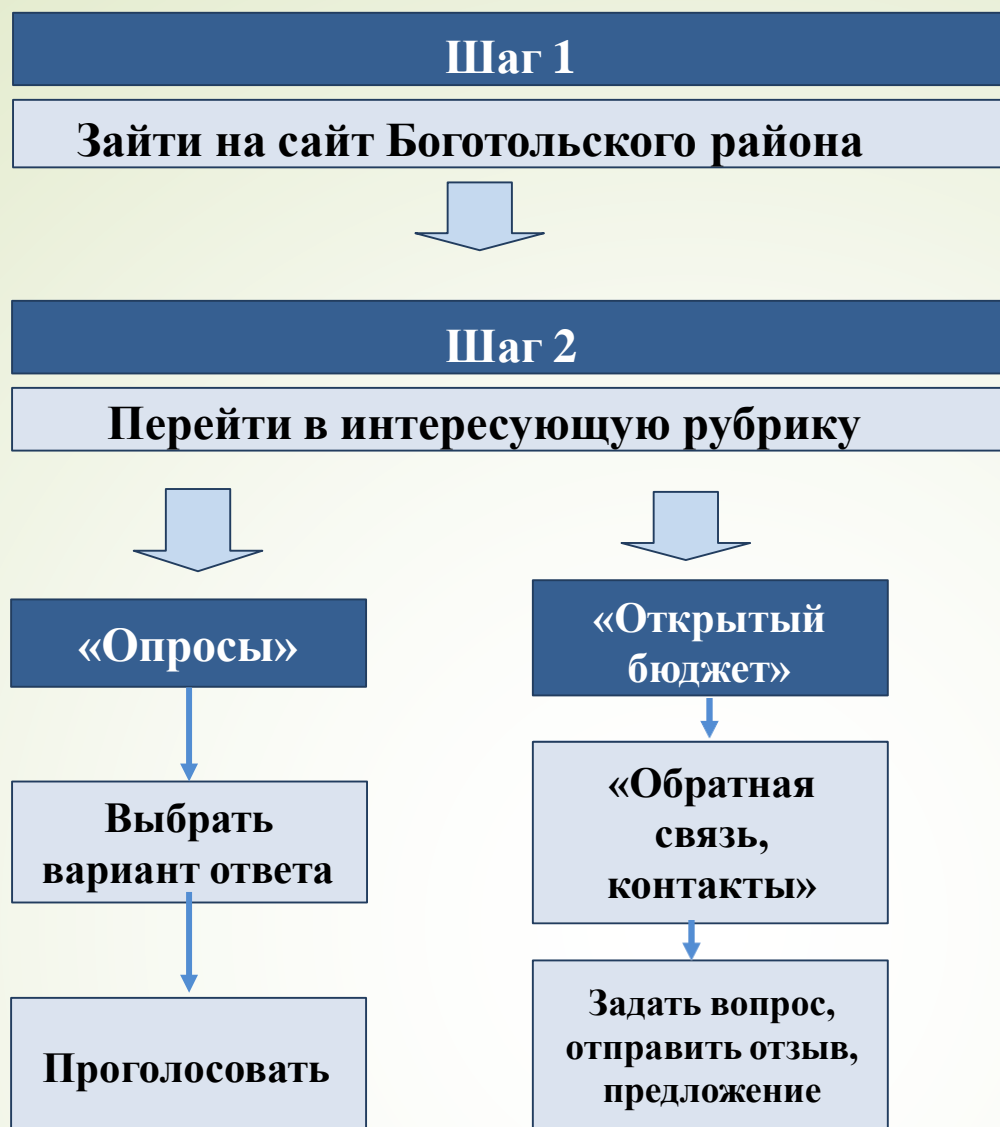 Шаг 1
Зайти на сайт Боготольского района
Шаг 2
Перейти в интересующую рубрику
«Опросы»
Выбрать
вариант ответа
Проголосовать
«Открытый
бюджет»
«Обратная
связь,
контакты»
Задать вопрос,
отправить отзыв,
предложение